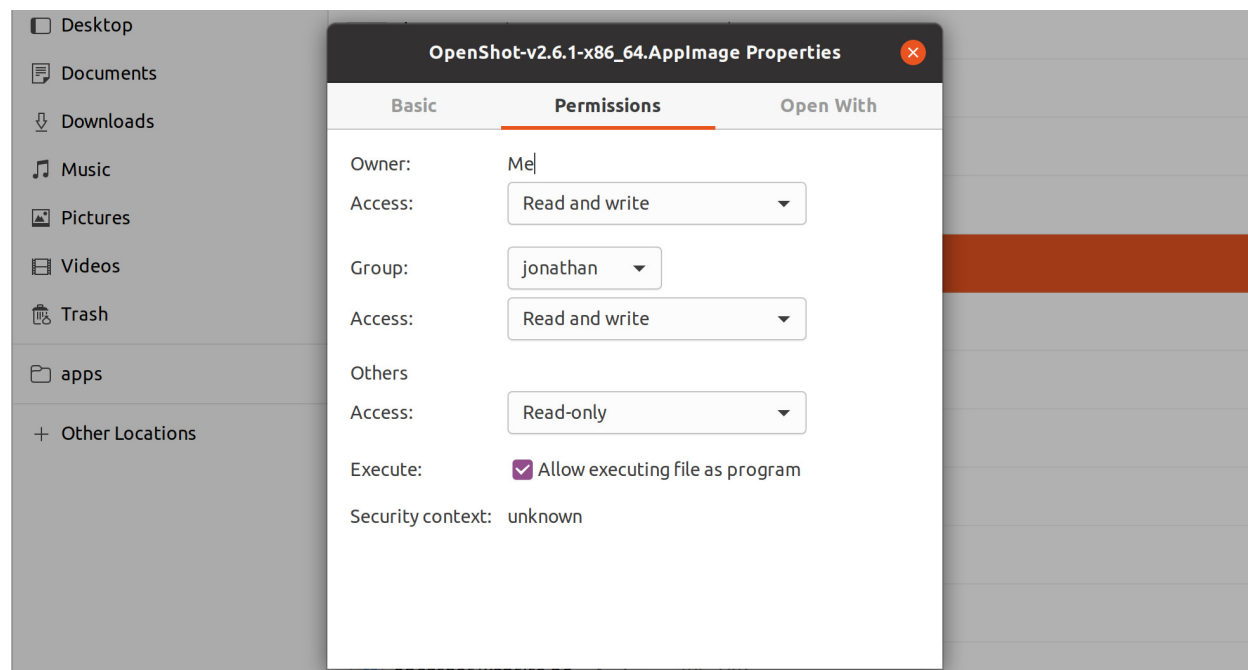 Desktop
Documents
Downloads
Music
Pictures
Videos
Trash
apps
+ Other Locations
OpenShot-v2.6.1-x86_64.AppImage Properties
Basic Permissions Open With
Owner: Me
Access: Read and write
Group: jonathan
Access: Read and write
Others
Access: Read-only
Execute: Allow executing file as program
Security context: unknown